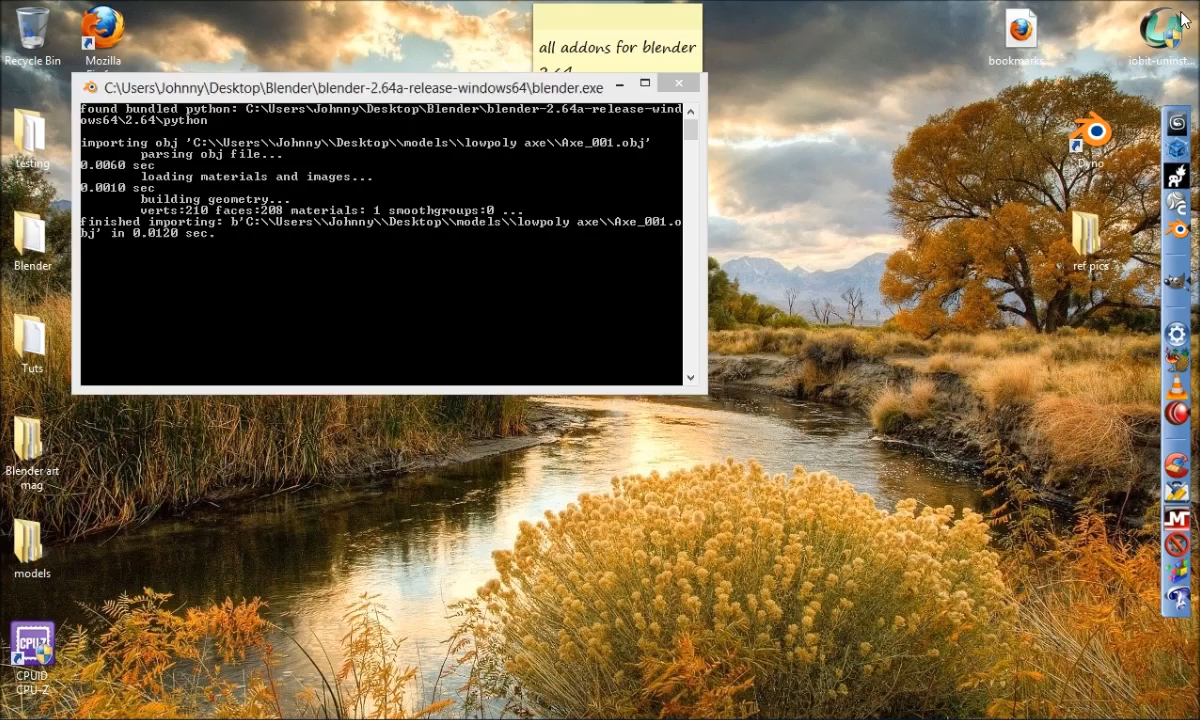 Recycle Bin
Mozilla
all addons for blender
bookmarks...
iobit-uninst...
C:\Users\Johnny\Desktop\Blender\blender-2.64a-release-windows64\blender.exe
found bundled python: C:\Users\Johnny\Desktop\Blender\blender-2.64a-release-wind
ows64\2.64\python
importing obj 'C:\\Users\\Johnny\\Desktop\\models\\lowpoly axe\\Axe_001.obj'
parsing obj file...
0.0060 sec
loading materials and images...
0.0010 sec
building geometry...
verts:210 faces:208 materials: 1 smoothgroups:0 ...
finished importing: b'C:\\Users\\Johnny\\Desktop\\models\\lowpoly axe\\Axe_001.o
bj' in 0.0120 sec.
testing
Dyno
Blender
ref pics
Tuts
Blender art
mag
models
CPU-Z
CPUID
CPU-Z